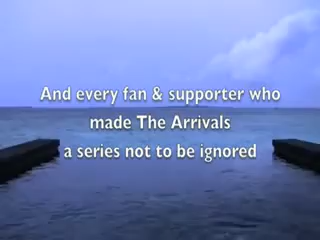 And every fan & supporter who
made The Arrivals
a series not to be ignored